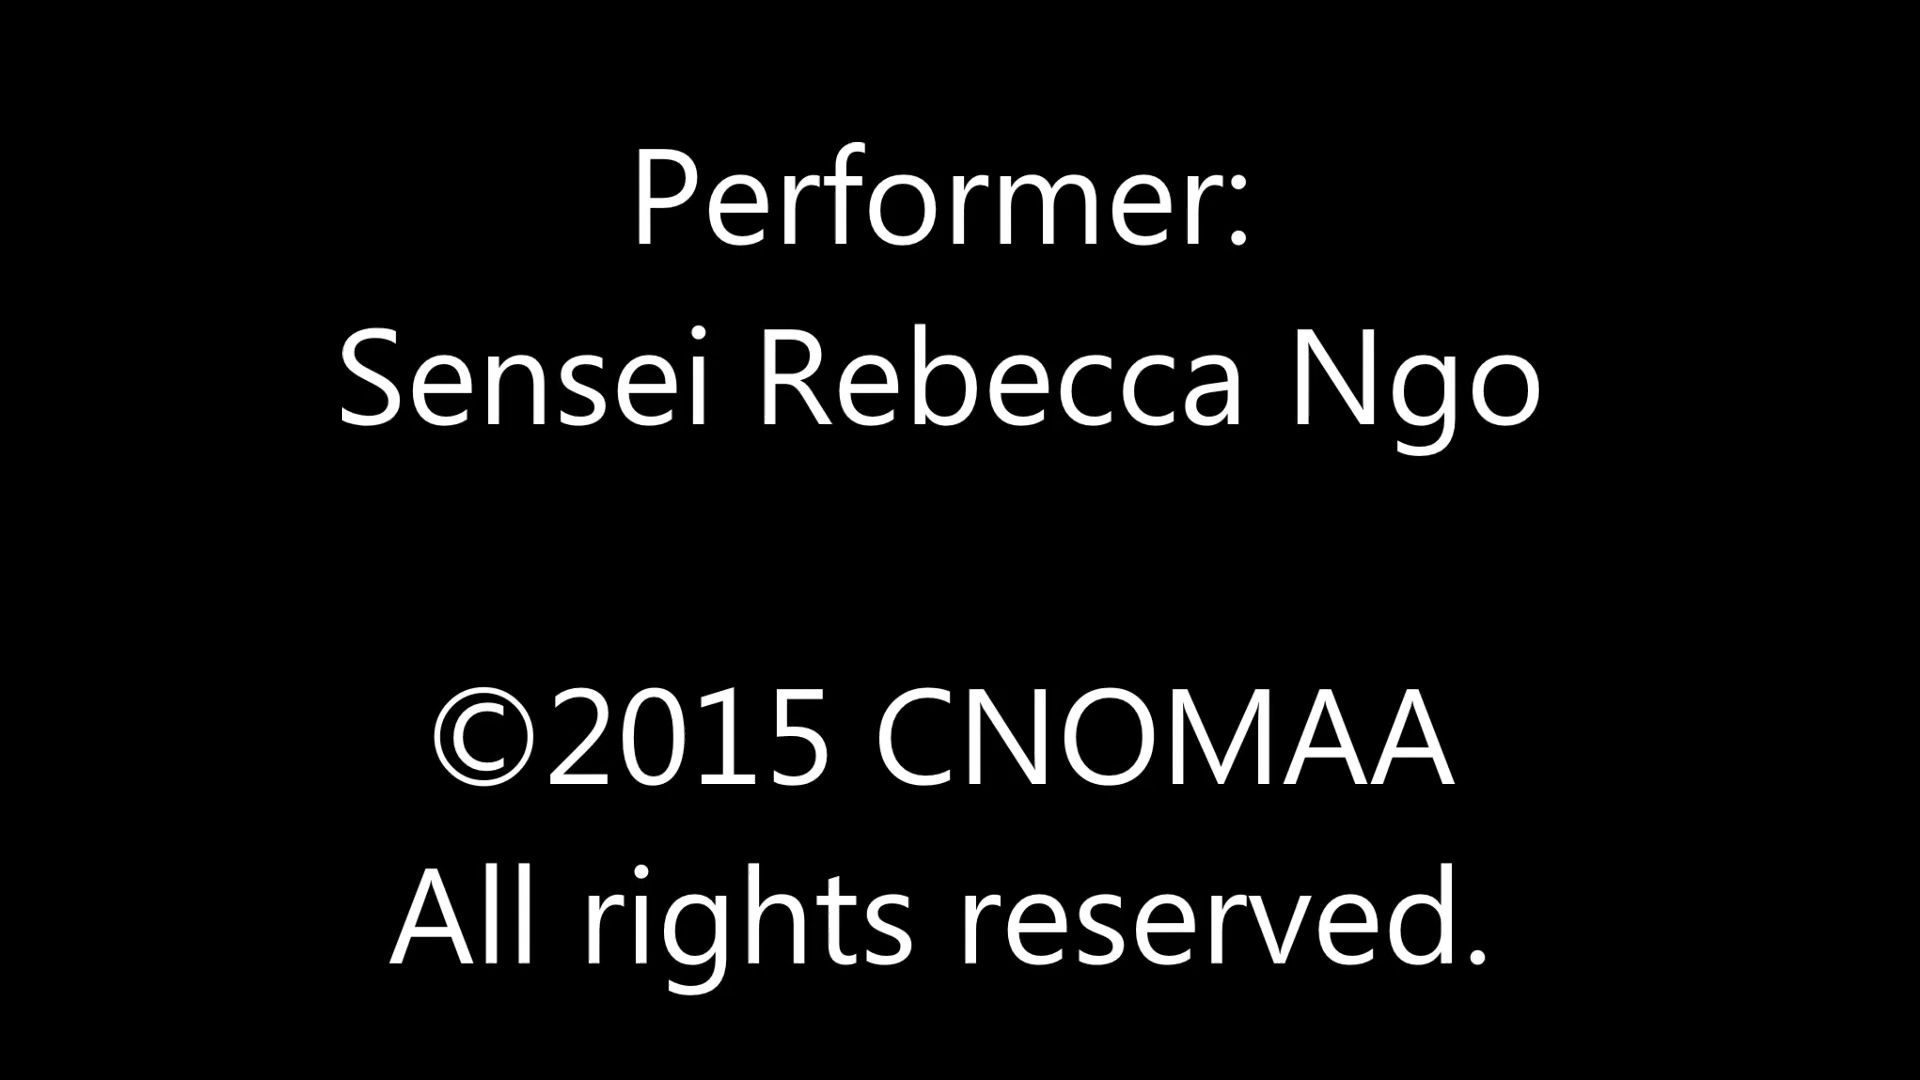 Performer:
Sensei Rebecca Ngo
©2015 CNOMAA
All rights reserved.